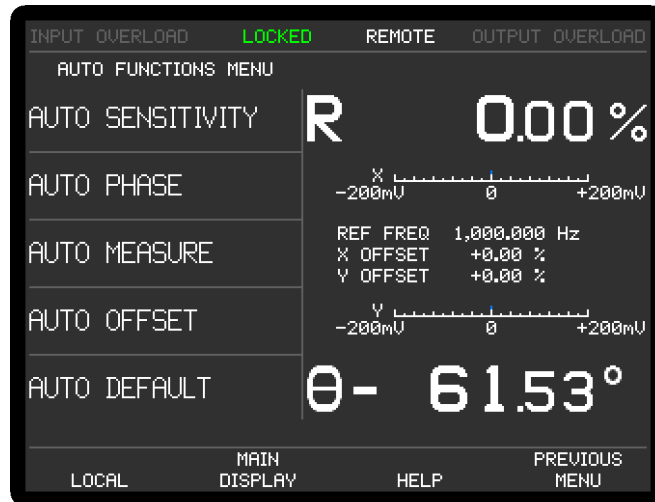 INPUT OVERLOAD LOCKED REMOTE OUTPUT OVERLOAD
AUTO FUNCTIONS MENU
AUTO SENSITIVITY
AUTO PHASE
AUTO MEASURE
AUTO OFFSET
AUTO DEFAULT
R 0.00 %
X
-200mV 0 +200mV
REF FREQ 1,000.000 Hz
X OFFSET +0.00 %
Y OFFSET +0.00 %
Y
-200mV 0 +200mV
θ- 61.53°
LOCAL
MAIN DISPLAY
HELP
PREVIOUS MENU